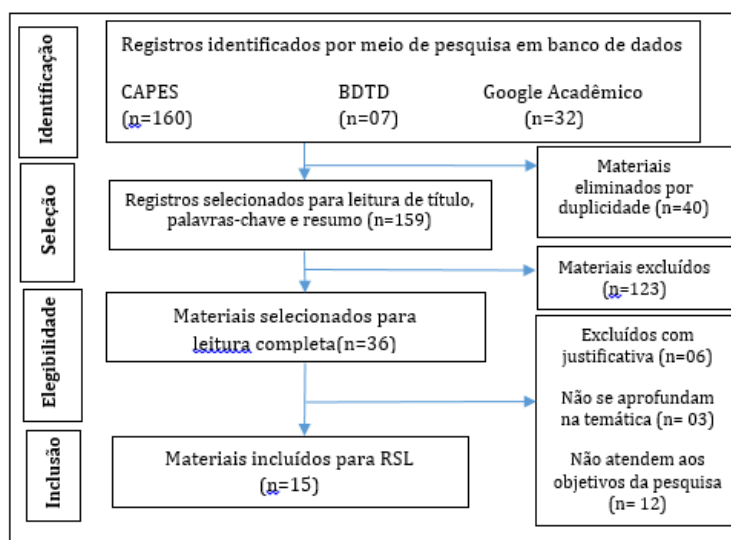 Identificação
Registros identificados por meio de pesquisa em banco de dados
CAPES
(n=160)
BDTD
(n=07)
Google Acadêmico
(n=32)
Seleção
Materiais
eliminados por
duplicidade (n=40)
Registros selecionados para leitura de título,
palavras-chave e resumo (n=159)
Materiais excluídos
(n=123)
Elegibilidade
Materiais selecionados para
leitura completa(n=36)
Excluídos com
justificativa (n=06)
Não se aprofundam
na temática (n= 03)
Não atendem aos
objetivos da pesquisa
(n= 12)
Inclusão
Materiais incluídos para RSL
(n=15)